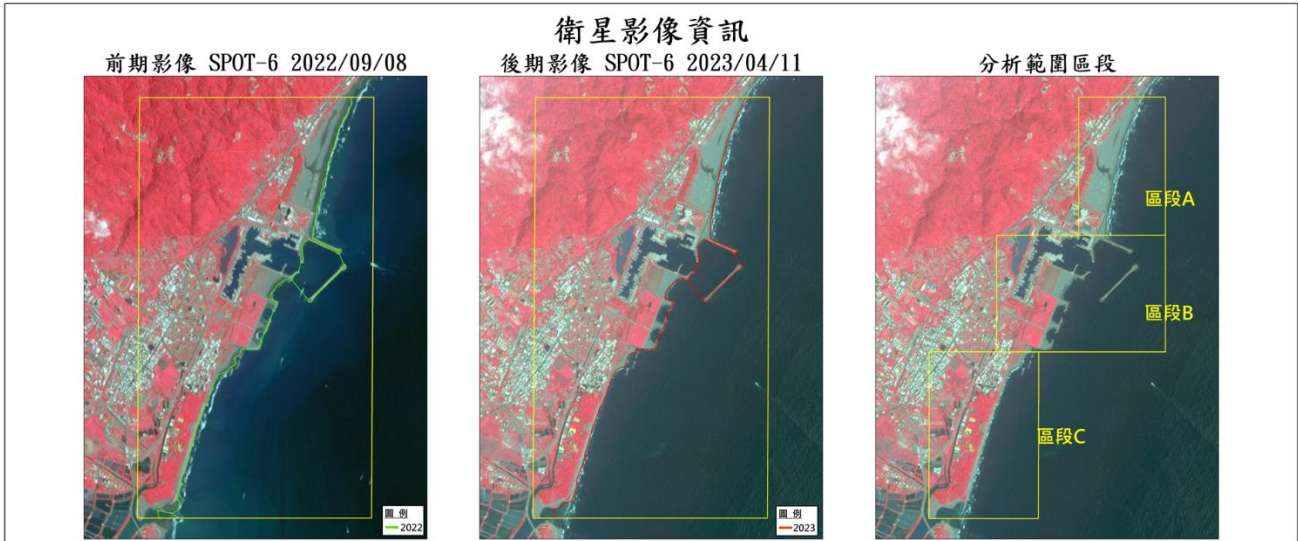 衛星影像資訊
前期影像 SPOT-6 2022/09/08
後期影像 SPOT-6 2023/04/11
分析範圍區段
區段A
區段B
區段C
圖 例
2022
圖 例
2023